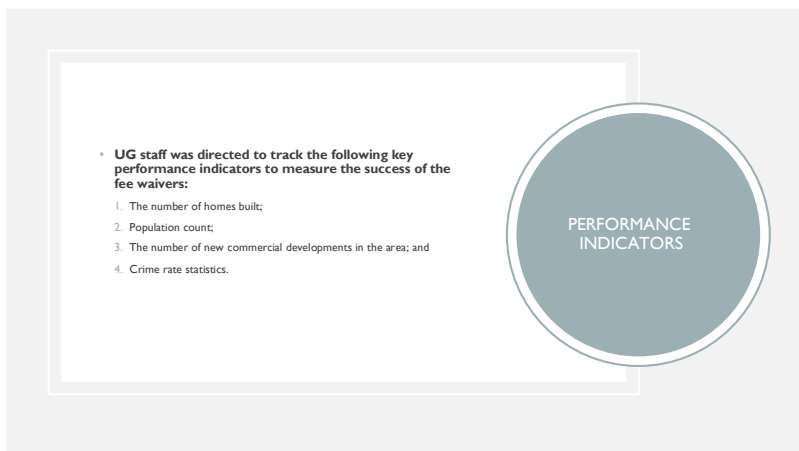 • UG staff was directed to track the following key
performance indicators to measure the success of the
fee waivers:
1. The number of homes built;
2. Population count;
3. The number of new commercial developments in the area; and
4. Crime rate statistics.
PERFORMANCE
INDICATORS